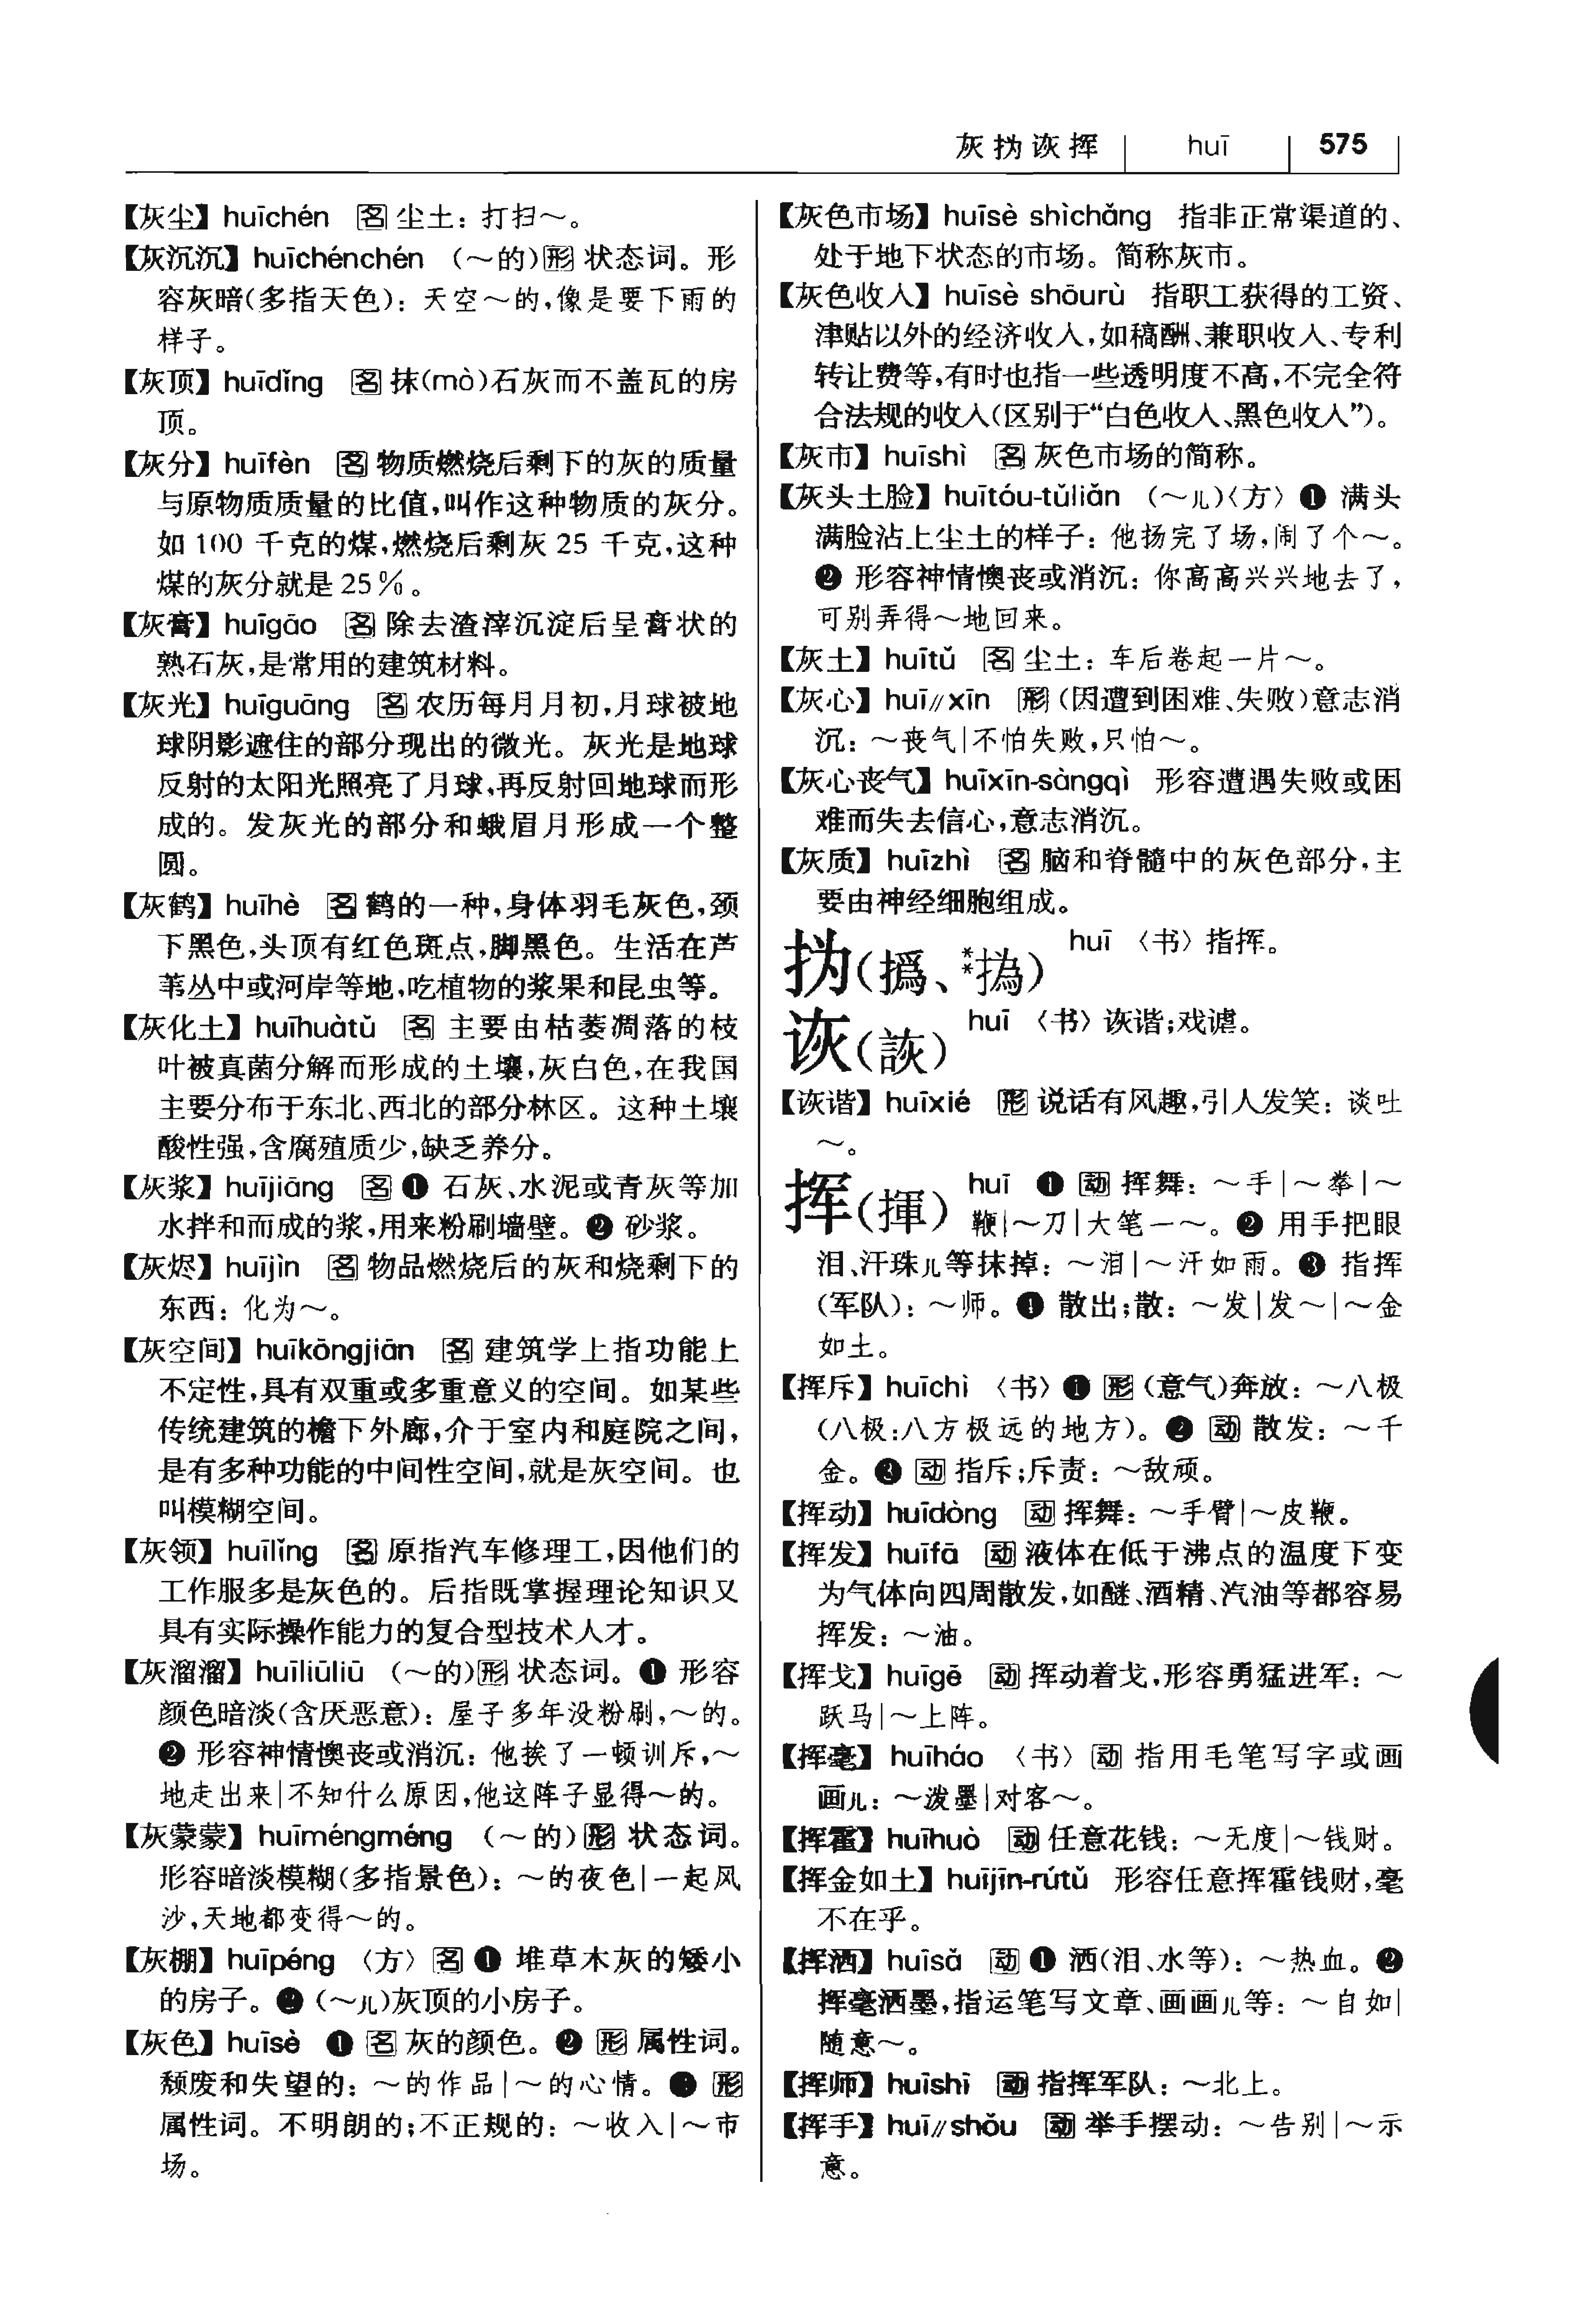 灰㧑诙挥 huī 575
【灰尘】huīchén 名 尘土：打扫～。
【灰沉沉】huīchénchén （～的）形 状态词。形
容灰暗（多指天色）：天空～的，像是要下雨的
样子。
【灰顶】huīdǐng 名 抹（mò）石灰而不盖瓦的房
顶。
【灰分】huīfèn 名 物质燃烧后剩下的灰的质量
与原物质质量的比值，叫作这种物质的灰分。
如 100 千克的煤，燃烧后剩灰 25 千克，这种
煤的灰分就是 25％。
【灰膏】huīgāo 名 除去渣滓沉淀后呈膏状的
熟石灰，是常用的建筑材料。
【灰光】huīguāng 名 农历每月月初，月球被地
球阴影遮住的部分现出的微光。灰光是地球
反射的太阳光照亮了月球，再反射回地球而形
成的。发灰光的部分和蛾眉月形成一个整
圆。
【灰鹤】huīhè 名 鹤的一种，身体羽毛灰色，颈
下黑色，头顶有红色斑点，脚黑色。生活在芦
苇丛中或河岸等地，吃植物的浆果和昆虫等。
【灰化土】huīhuàtǔ 名 主要由枯萎凋落的枝
叶被真菌分解而形成的土壤，灰白色，在我国
主要分布于东北、西北的部分林区。这种土壤
酸性强，含腐殖质少，缺乏养分。
【灰浆】huījiāng 名 ❶ 石灰、水泥或青灰等加
水拌和而成的浆，用来粉刷墙壁。❷ 砂浆。
【灰烬】huījìn 名 物品燃烧后的灰和烧剩下的
东西：化为～。
【灰空间】huīkōngjiān 名 建筑学上指功能上
不定性，具有双重或多重意义的空间。如某些
传统建筑的檐下外廊，介于室内和庭院之间，
是有多种功能的中间性空间，就是灰空间。也
叫模糊空间。
【灰领】huīlǐng 名 原指汽车修理工，因他们的
工作服多是灰色的。后指既掌握理论知识又
具有实际操作能力的复合型技术人才。
【灰溜溜】huīliūliū （～的）形 状态词。❶ 形容
颜色暗淡（含厌恶意）：屋子多年没粉刷，～的。
❷ 形容神情懊丧或消沉：他挨了一顿训斥，～
地走出来｜不知什么原因，他这阵子显得～的。
【灰蒙蒙】huīméngméng （～的）形 状态词。
形容暗淡模糊（多指景色）：～的夜色｜一起风
沙，天地都变得～的。
【灰棚】huīpéng 〈方〉名 ❶ 堆草木灰的矮小
的房子。❷（～儿）灰顶的小房子。
【灰色】huīsè ❶ 名 灰的颜色。❷ 形 属性词。
颓废和失望的：～的作品｜～的心情。❸ 形
属性词。不明朗的；不正规的：～收入｜～市
场。
【灰色市场】huīsè shìchǎng 指非正常渠道的、
处于地下状态的市场。简称灰市。
【灰色收入】huīsè shōurù 指职工获得的工资、
津贴以外的经济收入，如稿酬、兼职收入、专利
转让费等，有时也指一些透明度不高，不完全符
合法规的收入（区别于“白色收入、黑色收入”）。
【灰市】huīshì 名 灰色市场的简称。
【灰头土脸】huītóu-tǔliǎn （～儿）〈方〉❶ 满头
满脸沾上尘土的样子：他扬完了场，闹了个～。
❷ 形容神情懊丧或消沉：你高高兴兴地去了，
可别弄得～地回来。
【灰土】huītǔ 名 尘土：车后卷起一片～。
【灰心】huī∥xīn 形（因遭到困难、失败）意志消
沉：～丧气｜不怕失败，只怕～。
【灰心丧气】huīxīn-sàngqì 形容遭遇失败或困
难而失去信心，意志消沉。
【灰质】huīzhì 名 脑和脊髓中的灰色部分，主
要由神经细胞组成。
㧑（撝、**撝） huī 〈书〉指挥。
诙（詼） huī 〈书〉诙谐；戏谑。
【诙谐】huīxié 形 说话有风趣，引人发笑：谈吐
～。
挥（揮） huī ❶ 动 挥舞：～手｜～拳｜～
鞭｜～刀｜大笔一～。❷ 用手把眼
泪、汗珠儿等抹掉：～泪｜～汗如雨。❸ 指挥
（军队）：～师。❹ 散出；散：～发｜发～｜～金
如土。
【挥斥】huīchì 〈书〉❶ 形（意气）奔放：～八极
（八极：八方极远的地方）。❷ 动 散发：～千
金。❸ 动 指斥；斥责：～敌顽。
【挥动】huīdòng 动 挥舞：～手臂｜～皮鞭。
【挥发】huīfā 动 液体在低于沸点的温度下变
为气体向四周散发，如醚、酒精、汽油等都容易
挥发：～油。
【挥戈】huīgē 动 挥动着戈，形容勇猛进军：～
跃马｜～上阵。
【挥毫】huīháo 〈书〉动 指用毛笔写字或画
画儿：～泼墨｜对客～。
【挥霍】huīhuò 动 任意花钱：～无度｜～钱财。
【挥金如土】huījīn-rútǔ 形容任意挥霍钱财，毫
不在乎。
【挥洒】huīsǎ 动 ❶ 洒（泪、水等）：～热血。❷
挥毫洒墨，指运笔写文章、画画儿等：～自如｜
随意～。
【挥师】huīshī 动 指挥军队：～北上。
【挥手】huī∥shǒu 动 举手摆动：～告别｜～示
意。